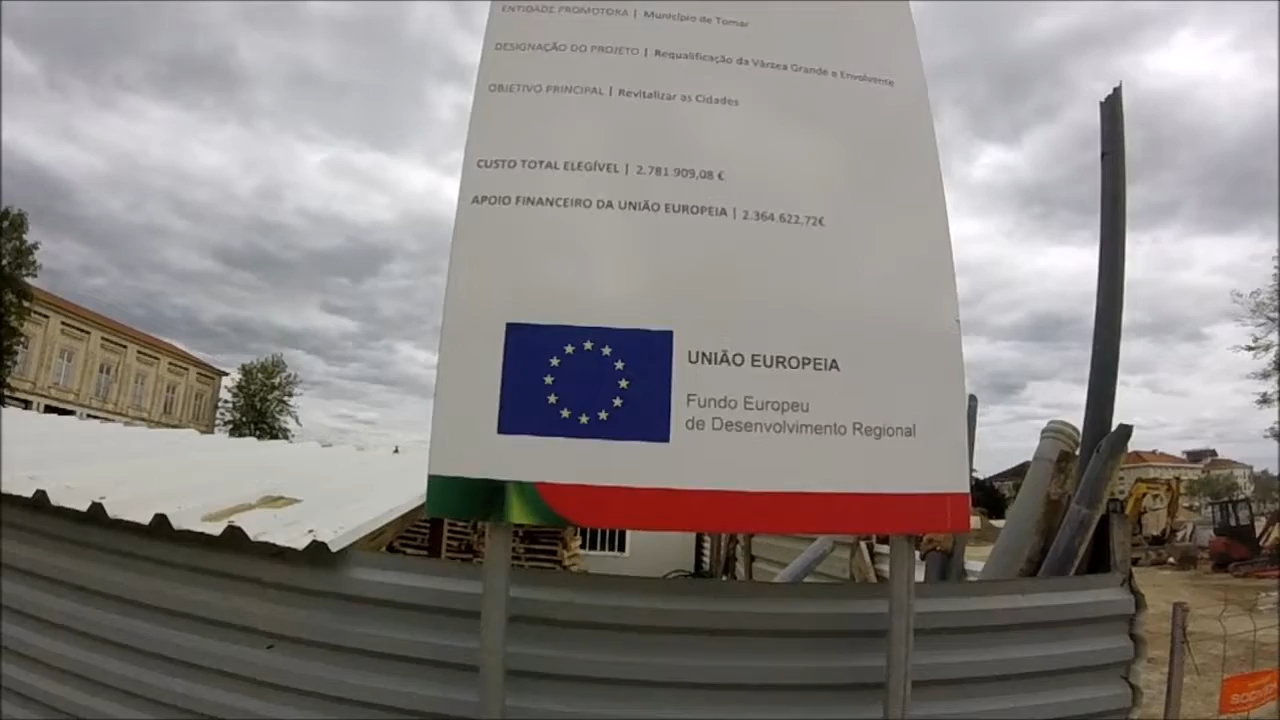 ENTIDADE PROMOTORA | Município de Tomar
DESIGNAÇÃO DO PROJETO | Requalificação da Várzea Grande e Envolvente
OBJETIVO PRINCIPAL | Revitalizar as Cidades
CUSTO TOTAL ELEGÍVEL | 2.781.909,08 €
APOIO FINANCEIRO DA UNIÃO EUROPEIA | 2.364.622,72€
UNIÃO EUROPEIA
Fundo Europeu
de Desenvolvimento Regional